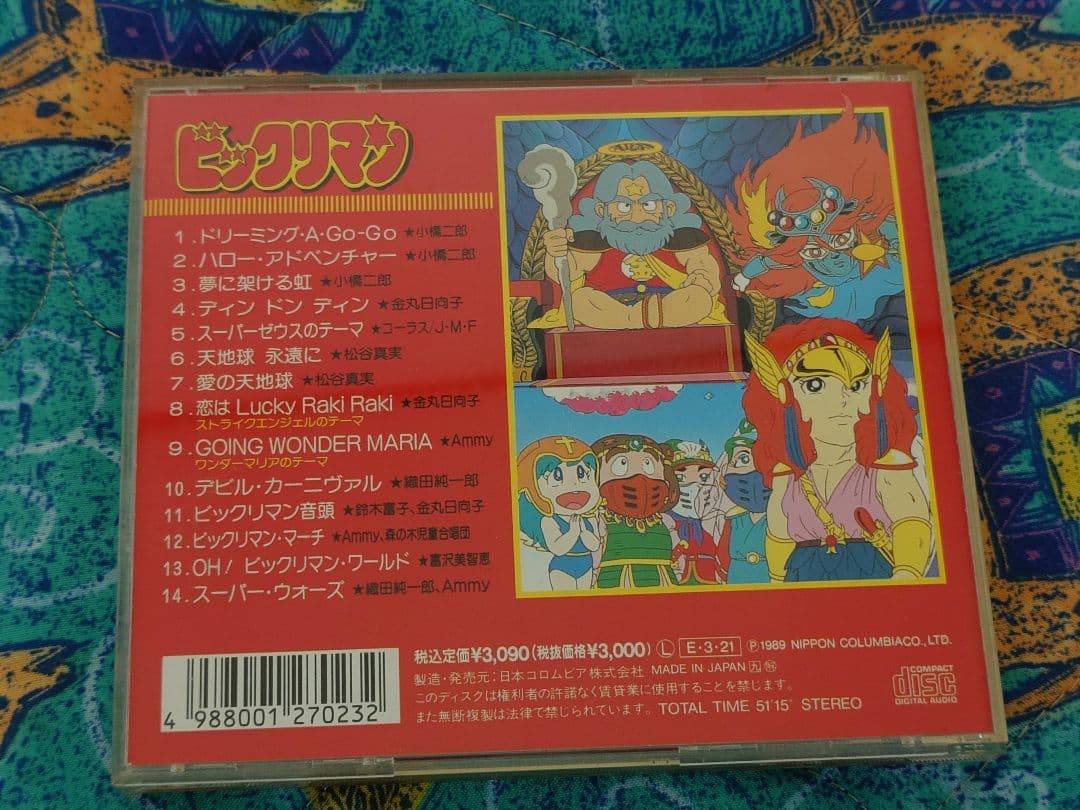 ビックリマン
1.ドリーミング・A・Go-Go ★小橋二郎
2.ハロー・アドベンチャー ★小橋二郎
3.夢に架ける虹 ★小橋二郎
4.ディン ドン ディン ★金丸日向子
5.スーパーゼウスのテーマ ★コーラス/J・M・F
6.天地球 永遠に ★松谷真実
7.愛の天地球 ★松谷真実
8.恋は Lucky Raki Raki ★金丸日向子
ストライクエンジェルのテーマ
9.GOING WONDER MARIA ★Ammy
ワンダーマリアのテーマ
10.デビル・カーニヴァル ★織田純一郎
11.ビックリマン音頭 ★鈴木富子、金丸日向子
12.ビックリマン・マーチ ★Ammy、森の木児童合唱団
13.OH! ビックリマン・ワールド ★富沢美智恵
14.スーパー・ウォーズ ★織田純一郎、Ammy
税込定価¥3,090(税抜価格¥3,000) Ⓛ E・3・21 Ⓟ1989 NIPPON COLUMBIACO., LTD.
製造・発売元:日本コロムビア株式会社 MADE IN JAPAN
このディスクは権利者の許諾なく賃貸業に使用することを禁じます。
また無断複製は法律で禁じられています。 TOTAL TIME 51'15" STEREO
COMPACT
disc
DIGITAL AUDIO
4 988001 270232